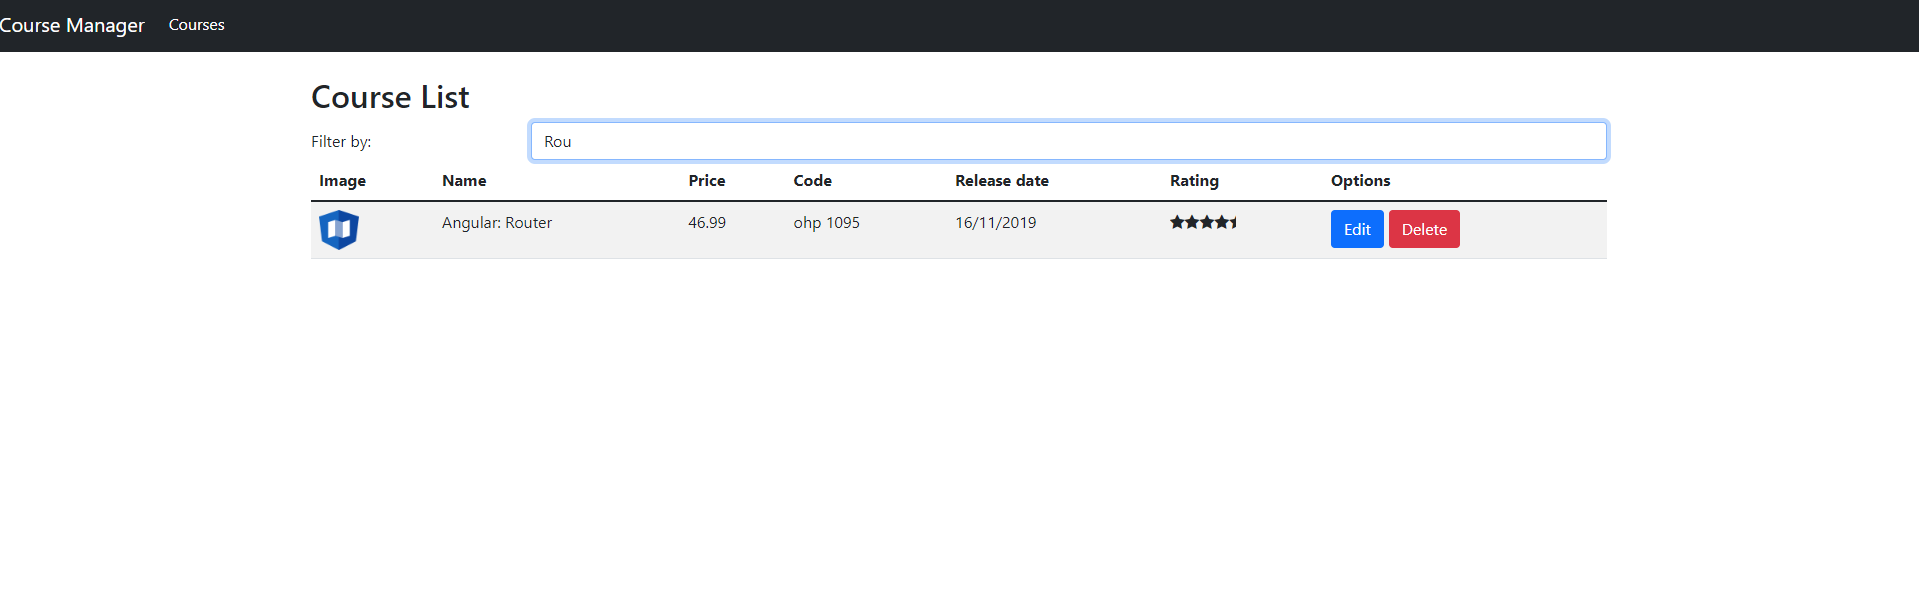 Course Manager Courses
Course List
Filter by: Rou
Image Name Price Code Release date Rating Options
Angular: Router 46.99 ohp 1095 16/11/2019 Edit Delete